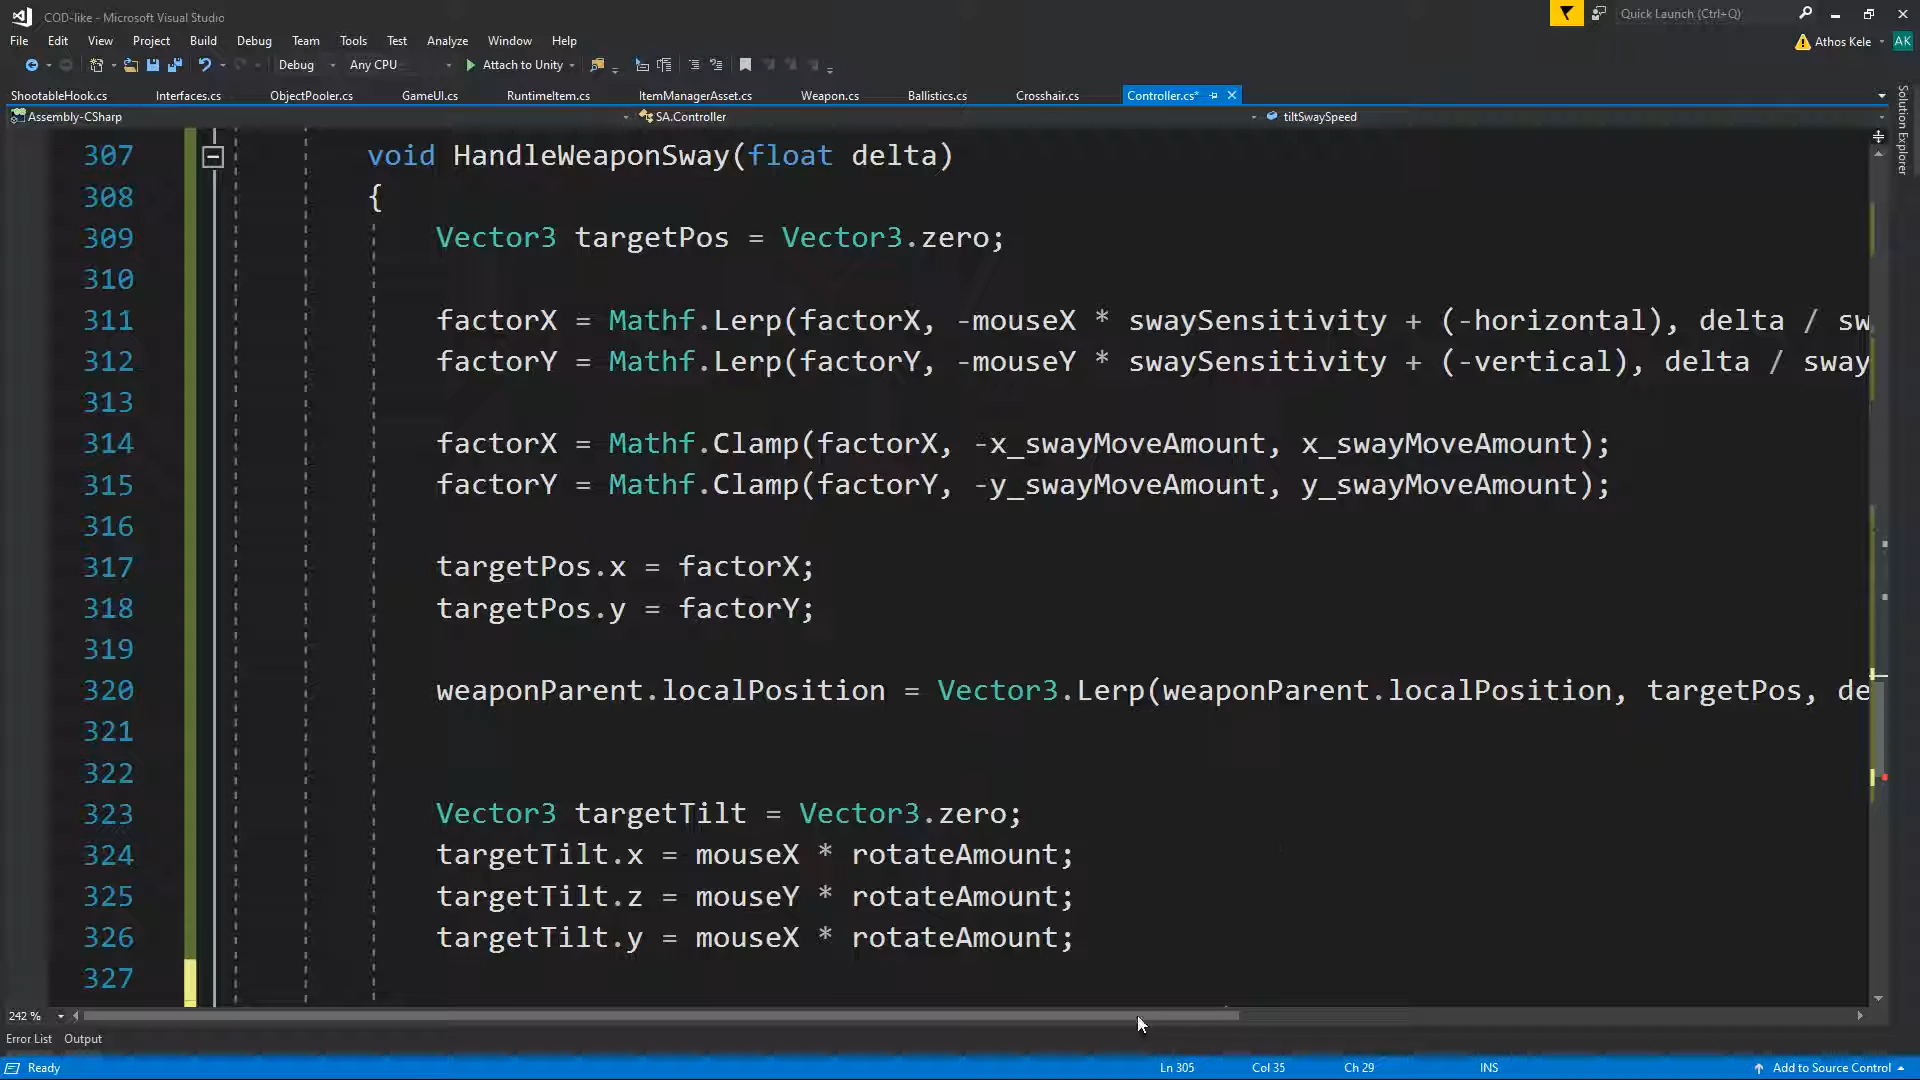 COD-like - Microsoft Visual Studio
Quick Launch (Ctrl+Q)
File Edit View Project Build Debug Team Tools Test Analyze Window Help
Athos Kele AK
Debug Any CPU Attach to Unity
ShootableHook.cs Interfaces.cs ObjectPooler.cs GameUI.cs RuntimeItem.cs ItemManagerAsset.cs Weapon.cs Ballistics.cs Crosshair.cs Controller.cs*
Assembly-CSharp SA.Controller tiltSwaySpeed
Solution Explorer
307 void HandleWeaponSway(float delta)
308 {
309 Vector3 targetPos = Vector3.zero;
310
311 factorX = Mathf.Lerp(factorX, -mouseX * swaySensitivity + (-horizontal), delta / sw
312 factorY = Mathf.Lerp(factorY, -mouseY * swaySensitivity + (-vertical), delta / sway
313
314 factorX = Mathf.Clamp(factorX, -x_swayMoveAmount, x_swayMoveAmount);
315 factorY = Mathf.Clamp(factorY, -y_swayMoveAmount, y_swayMoveAmount);
316
317 targetPos.x = factorX;
318 targetPos.y = factorY;
319
320 weaponParent.localPosition = Vector3.Lerp(weaponParent.localPosition, targetPos, de
321
322
323 Vector3 targetTilt = Vector3.zero;
324 targetTilt.x = mouseX * rotateAmount;
325 targetTilt.z = mouseY * rotateAmount;
326 targetTilt.y = mouseX * rotateAmount;
327
242 %
Error List Output
Ready Ln 305 Col 35 Ch 29 INS Add to Source Control